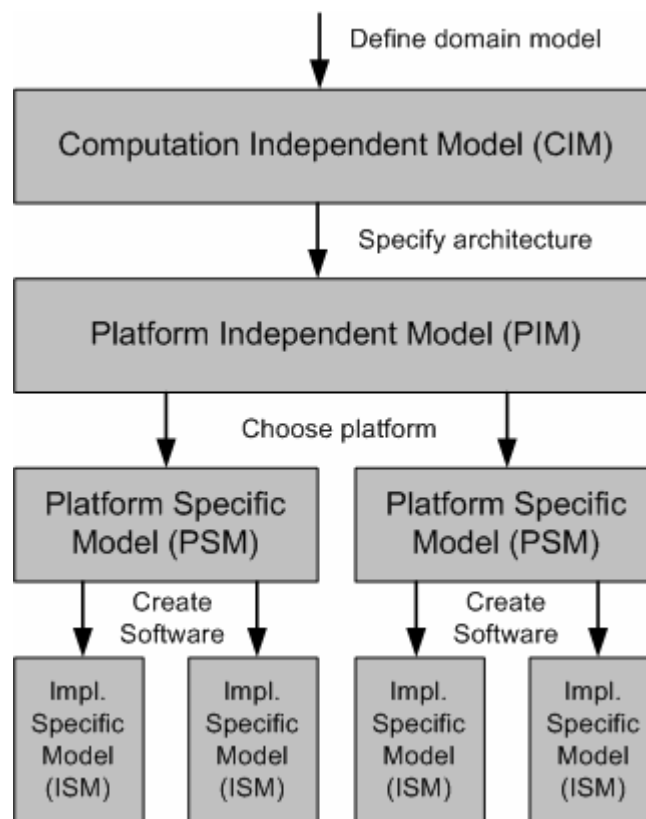 Define domain model
Computation Independent Model (CIM)
Specify architecture
Platform Independent Model (PIM)
Choose platform
Platform Specific
Model (PSM)
Platform Specific
Model (PSM)
Create
Software
Create
Software
Impl.
Specific
Model
(ISM)
Impl.
Specific
Model
(ISM)
Impl.
Specific
Model
(ISM)
Impl.
Specific
Model
(ISM)